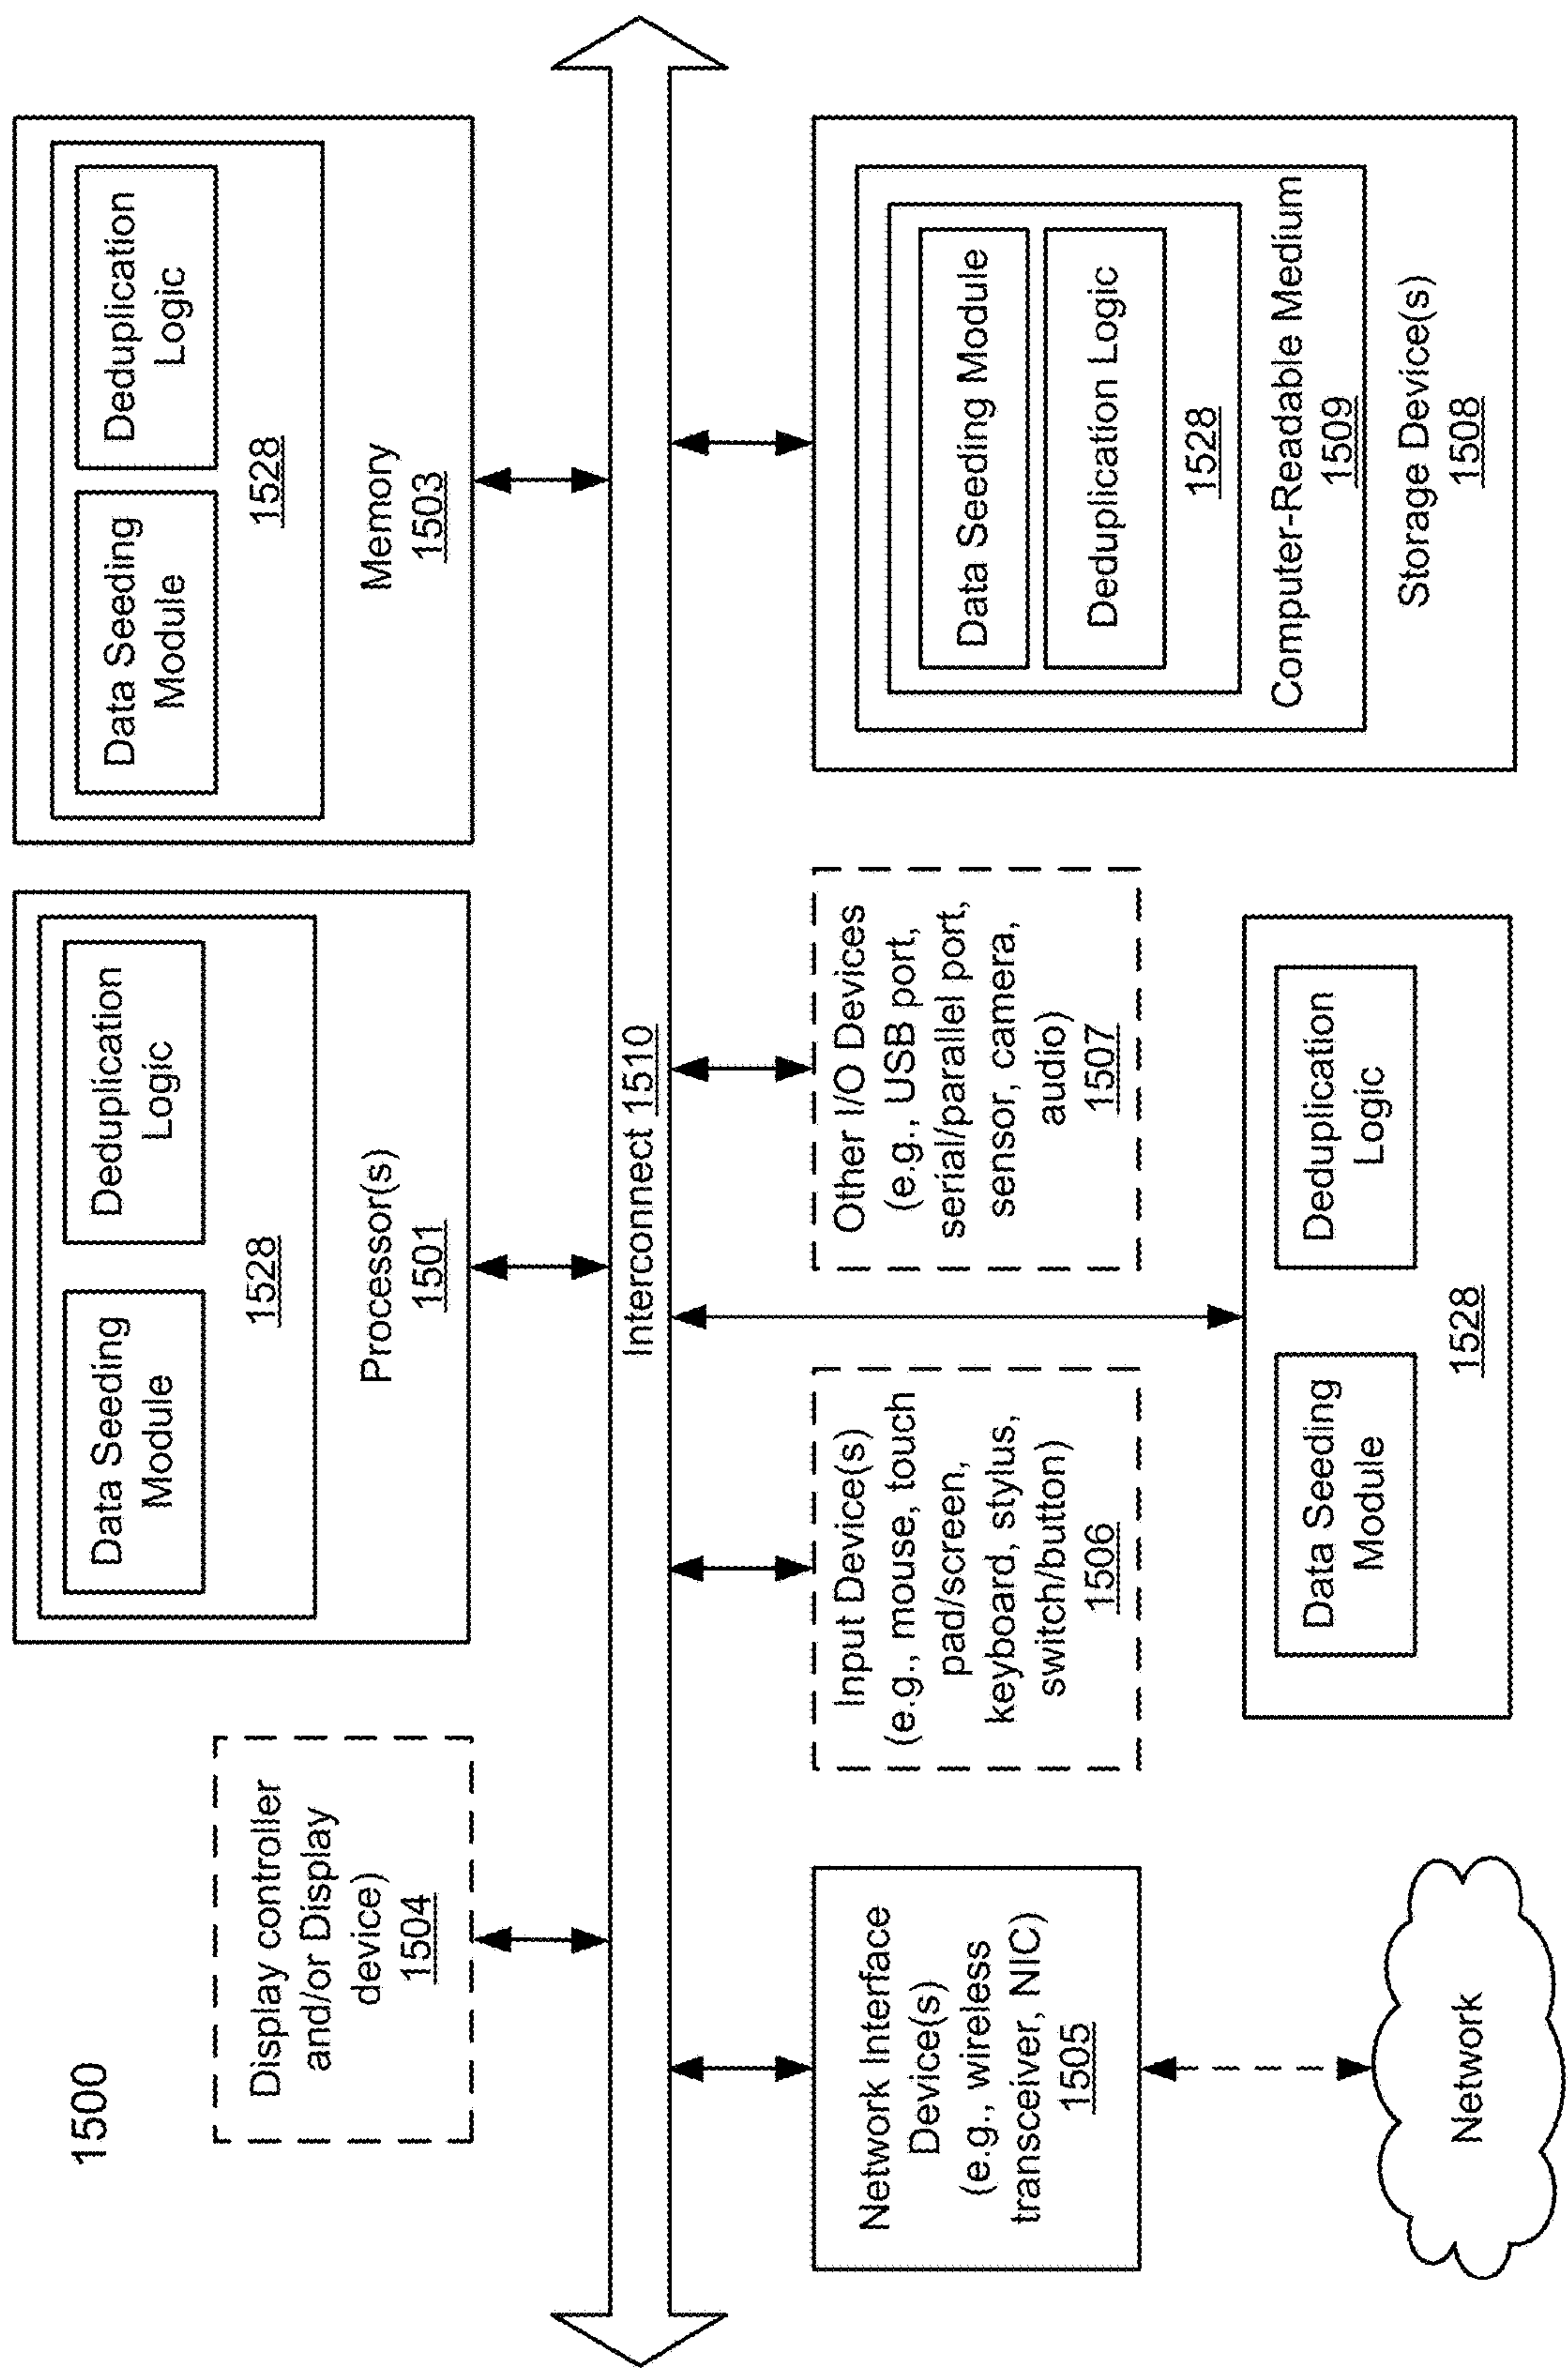 1500
Display controller
and/or Display
device)
1504
Data Seeding
Module
Deduplication
Logic
1528
Processor(s)
1501
Data Seeding
Module
Deduplication
Logic
1528
Memory
1503
Interconnect 1510
Network Interface
Device(s)
(e.g., wireless
transceiver, NIC)
1505
Input Device(s)
(e.g., mouse, touch
pad/screen,
keyboard, stylus,
switch/button)
1506
Other I/O Devices
(e.g., USB port,
serial/parallel port,
sensor, camera,
audio)
1507
Data Seeding Module
Deduplication Logic
1528
Computer-Readable Medium
1509
Storage Device(s)
1508
Network
Data Seeding
Module
Deduplication
Logic
1528